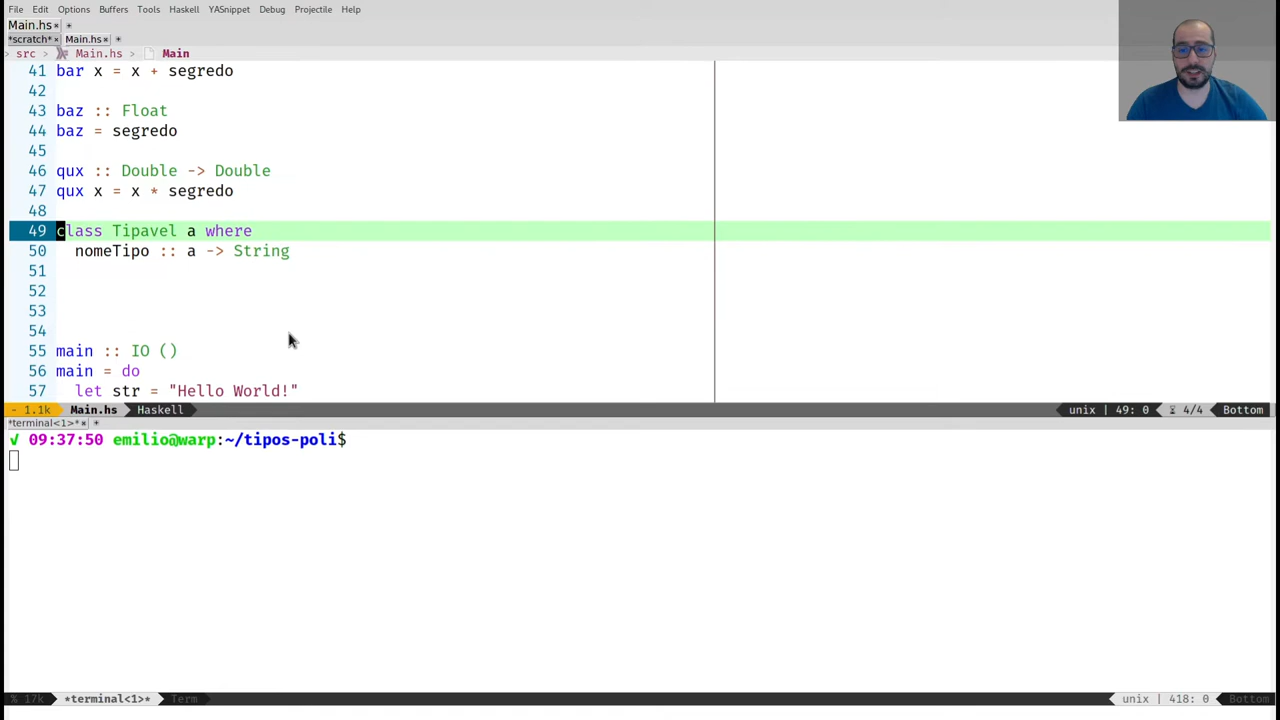 File Edit Options Buffers Tools Haskell YASnippet Debug Projectile Help
Main.hs
*scratch* Main.hs
src > Main.hs > Main
41 bar x = x + segredo
42
43 baz :: Float
44 baz = segredo
45
46 qux :: Double -> Double
47 qux x = x * segredo
48
49 class Tipavel a where
50 nomeTipo :: a -> String
51
52
53
54
55 main :: IO ()
56 main = do
57 let str = "Hello World!"
- 1.1k Main.hs Haskell unix | 49: 0 4/4 Bottom
*terminal<1>*
√ 09:37:50 emilio@warp:~/tipos-poli$
% 17k *terminal<1>* Term unix | 418: 0 Bottom